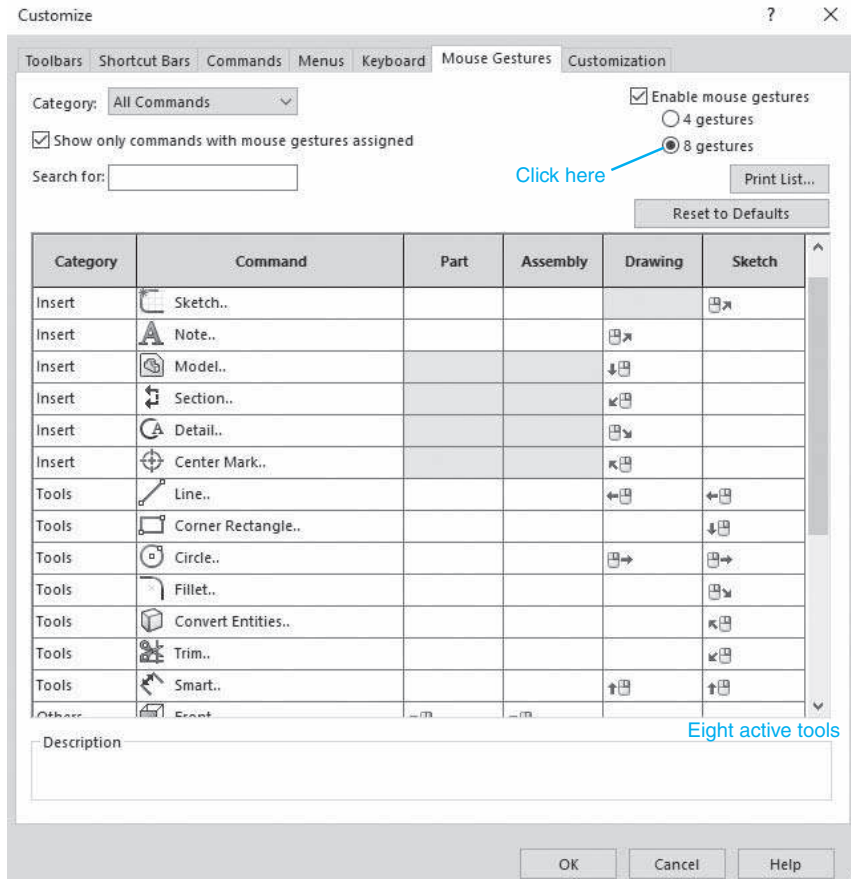 Customize ?
Toolbars Shortcut Bars Commands Menus Keyboard Mouse Gestures Customization
Category: All Commands
Enable mouse gestures
4 gestures
Show only commands with mouse gestures assigned
8 gestures
Search for:
Click here
Print List...
Reset to Defaults
Category Command Part Assembly Drawing Sketch
Insert Sketch..
Insert A Note..
Insert Model..
Insert Section..
Insert A Detail..
Insert Center Mark..
Tools Line..
Tools Corner Rectangle..
Tools Circle..
Tools Fillet..
Tools Convert Entities..
Tools Trim..
Tools Smart..
Others Front
Eight active tools
Description
OK Cancel Help